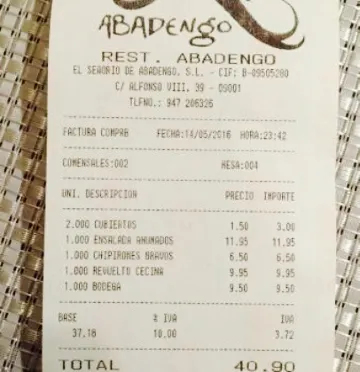 ABADENgO
REST. ABADENGO
EL SEÑORIO DE ABADENGO, S.L. - CIF: B-09505280
C/ ALFONSO VIII, 39 - 09001
TLFNO.: 947 206326
FACTURA COMPRB FECHA:14/05/2016 HORA:23:42
COMENSALES:002 MESA:004
UNI. DESCRIPCION PRECIO IMPORTE
2.000 CUBIERTOS 1.50 3.00
1.000 ENSALADA AHUMADOS 11.95 11.95
1.000 CHIPIRONES BRAVOS 6.50 6.50
1.000 REVUELTO CECINA 9.95 9.95
1.000 BODEGA 9.50 9.50
BASE % IVA IVA
37.18 10.00 3.72
TOTAL 40.90